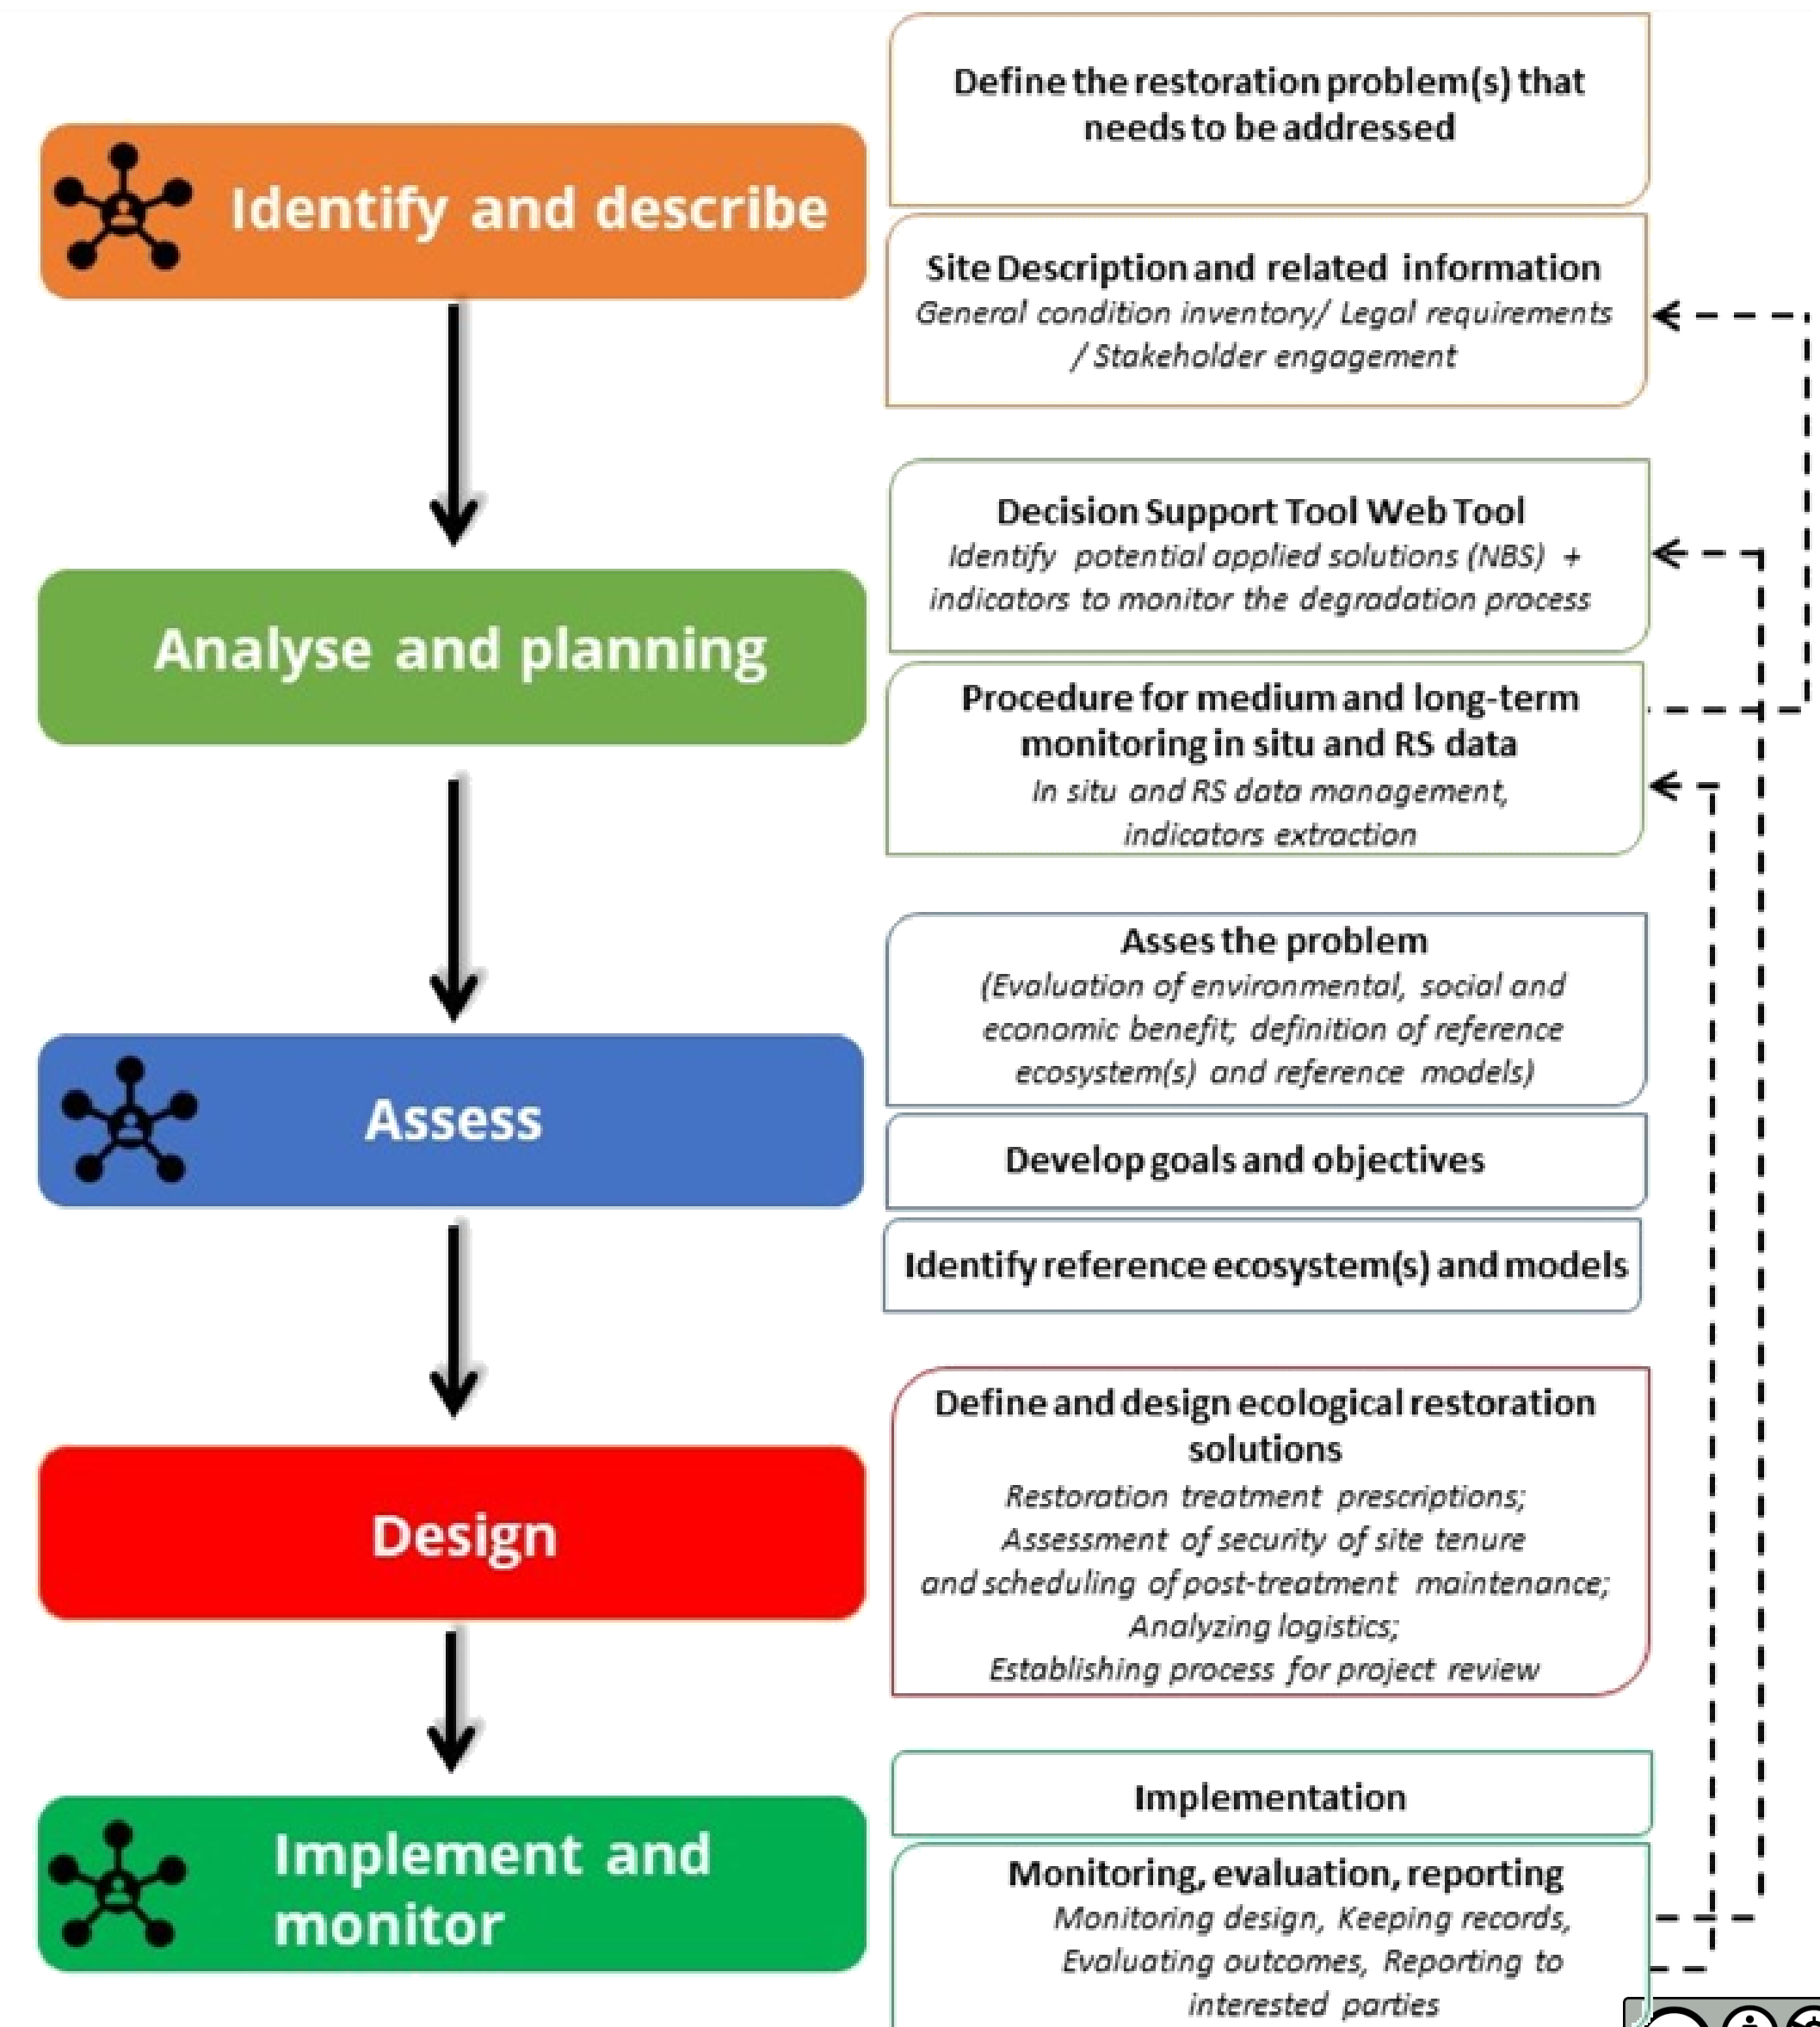 Define the restoration problem(s) that
needs to be addressed
Identify and describe
Site Description and related information
General condition inventory/ Legal requirements
/ Stakeholder engagement
Decision Support Tool Web Tool
Identify potential applied solutions (NBS) +
indicators to monitor the degradation process
Analyse and planning
Procedure for medium and long-term
monitoring in situ and RS data
In situ and RS data management,
indicators extraction
Asses the problem
(Evaluation of environmental, social and
economic benefit; definition of reference
ecosystem(s) and reference models)
Assess
Develop goals and objectives
Identify reference ecosystem(s) and models
Define and design ecological restoration
solutions
Restoration treatment prescriptions;
Assessment of security of site tenure
and scheduling of post-treatment maintenance;
Analyzing logistics;
Establishing process for project review
Design
Implementation
Implement and
monitor
Monitoring, evaluation, reporting
Monitoring design, Keeping records,
Evaluating outcomes, Reporting to
interested parties